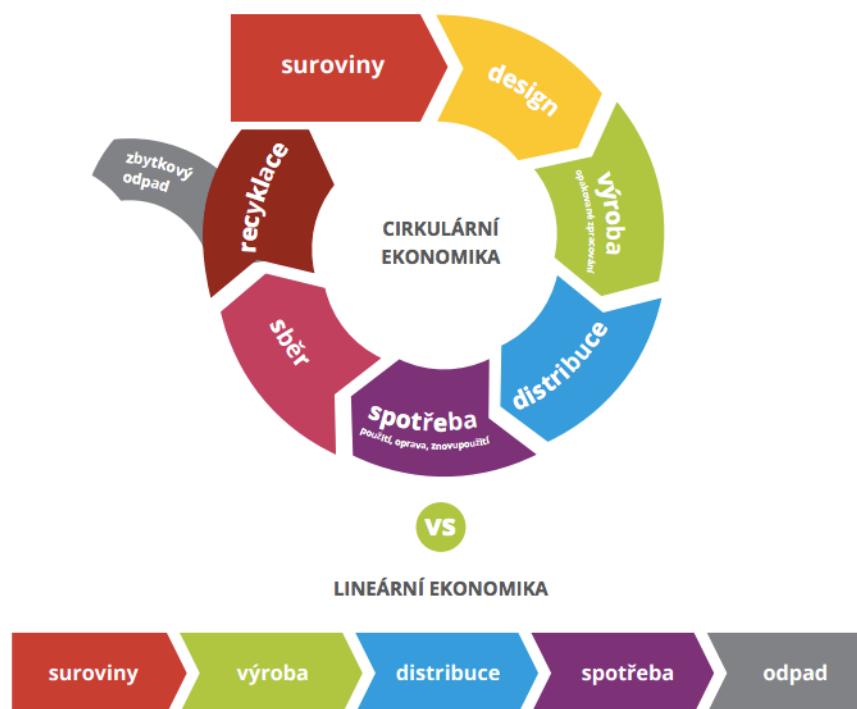 suroviny
design
výroba
opakované zpracování
distribuce
spotřeba
použití, oprava, znovupoužití
sběr
recyklace
zbytkový
odpad
CIRKULÁRNÍ
EKONOMIKA
VS
LINEÁRNÍ EKONOMIKA
suroviny
výroba
distribuce
spotřeba
odpad